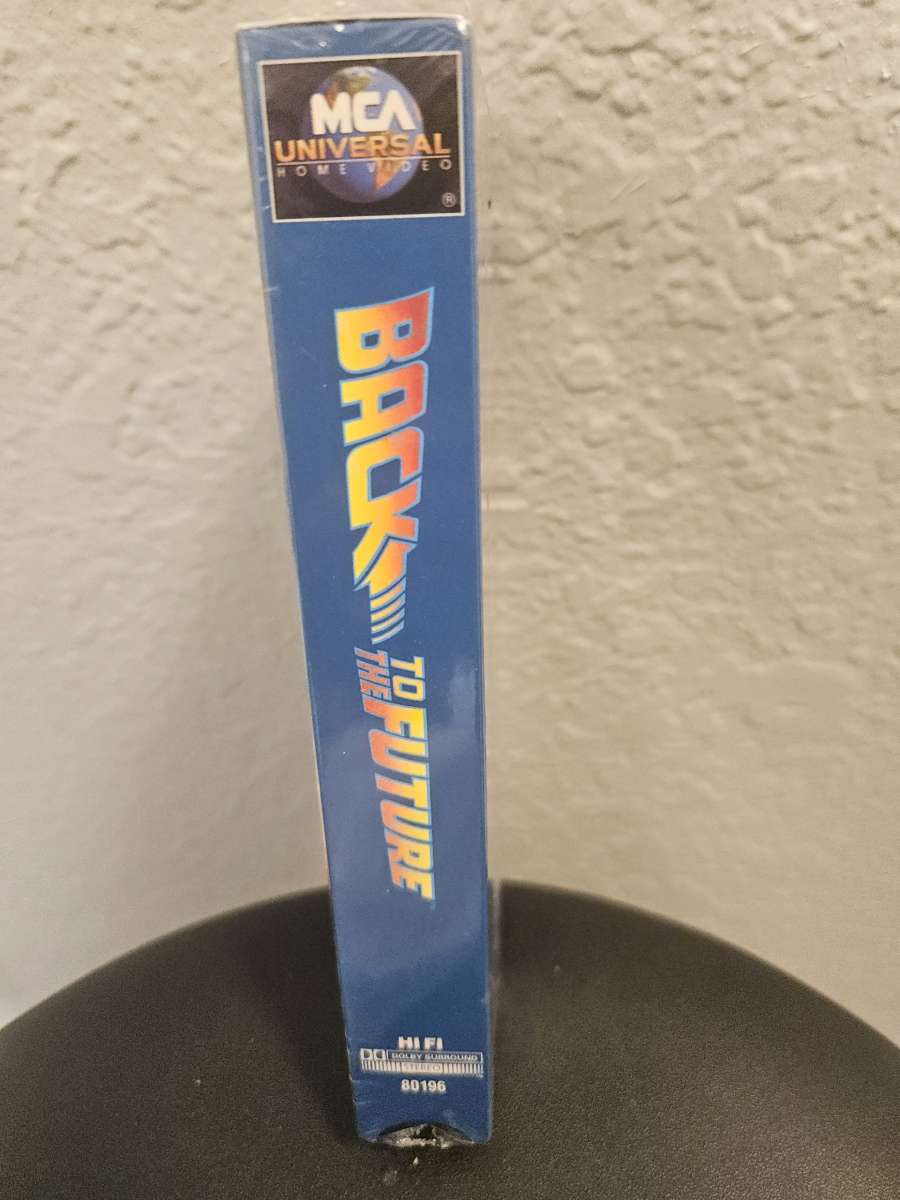 MCA
UNIVERSAL
HOME VIDEO
®
BACK
TO
THE FUTURE
HI FI
DOLBY SURROUND
STEREO
80196